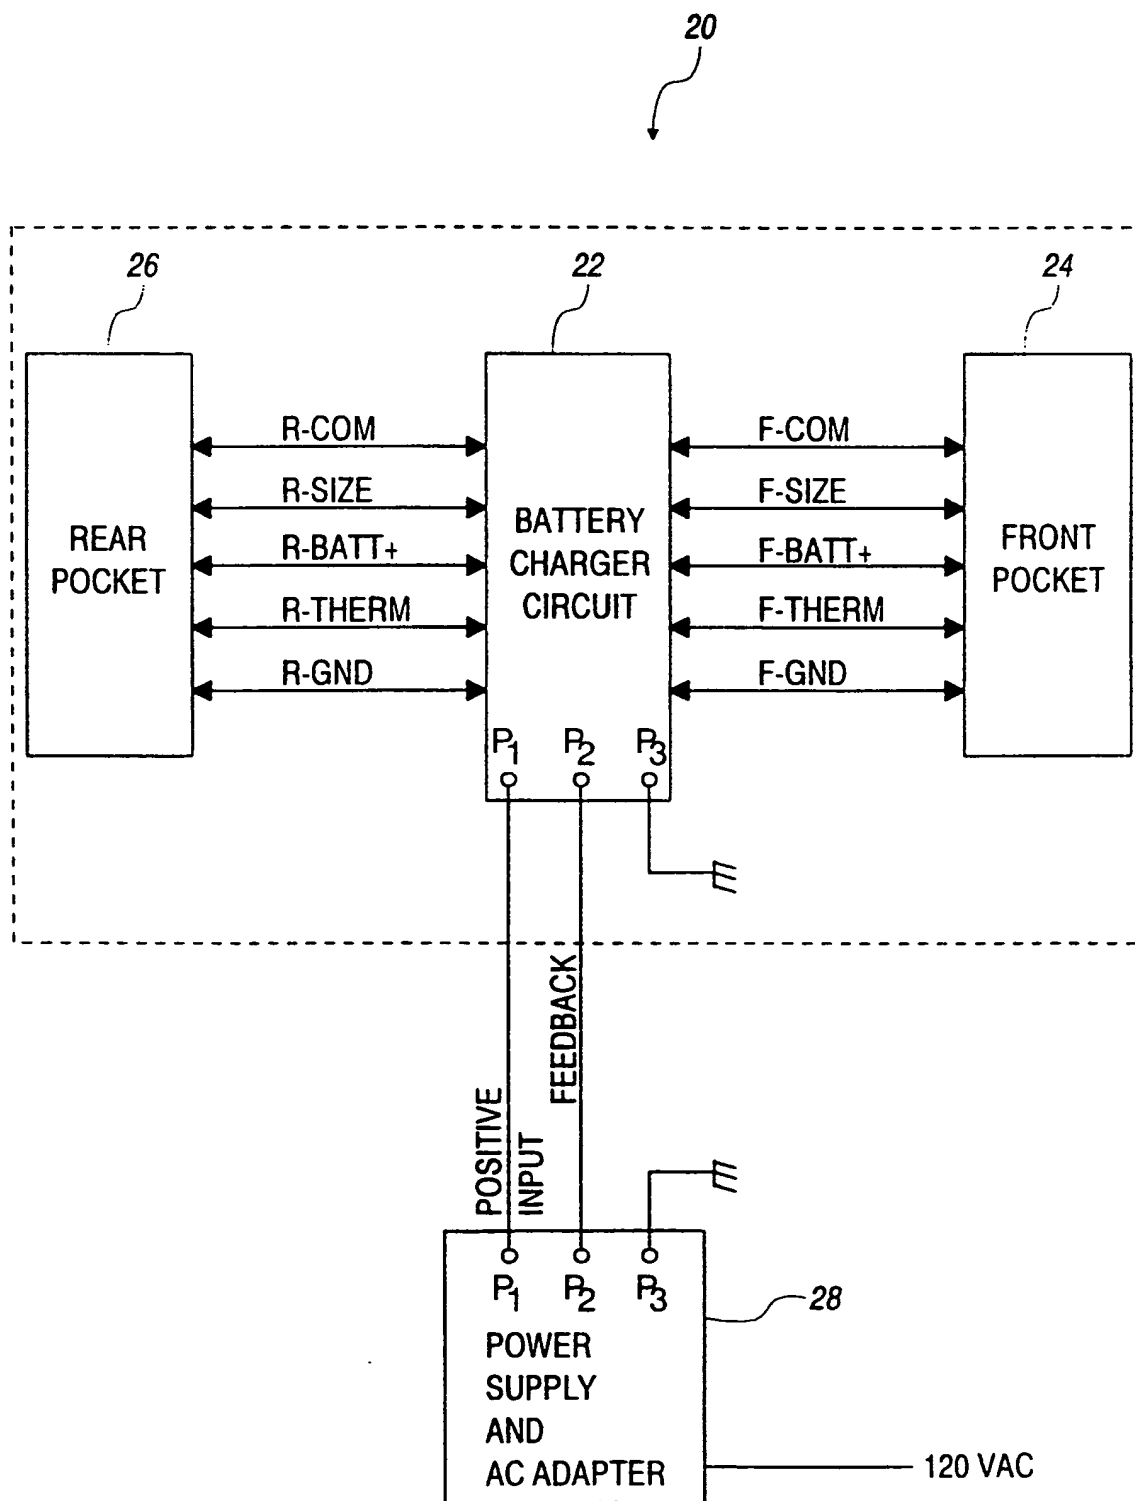 20
26
22
24
R-COM
F-COM
R-SIZE
F-SIZE
REAR
POCKET
R-BATT+
BATTERY
CHARGER
CIRCUIT
F-BATT+
FRONT
POCKET
R-THERM
F-THERM
R-GND
F-GND
P1 P2 P3
POSITIVE
INPUT
FEEDBACK
P1 P2 P3
28
POWER
SUPPLY
AND
AC ADAPTER
120 VAC